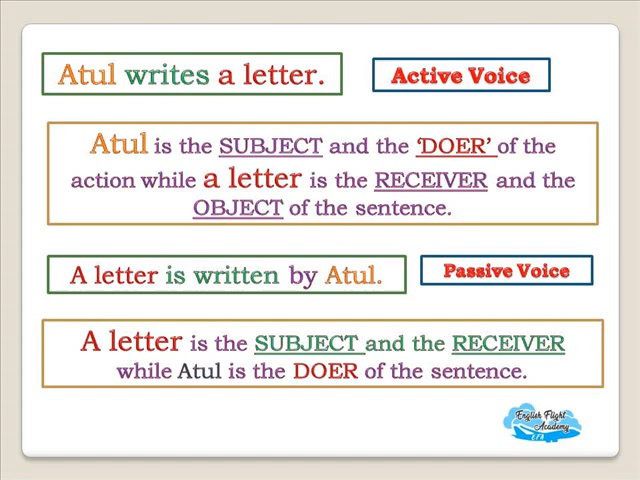 Atul writes a letter.
Active Voice
Atul is the SUBJECT and the ‘DOER’ of the
action while a letter is the RECEIVER and the
OBJECT of the sentence.
A letter is written by Atul.
Passive Voice
A letter is the SUBJECT and the RECEIVER
while Atul is the DOER of the sentence.
English Flight
Academy
EFA